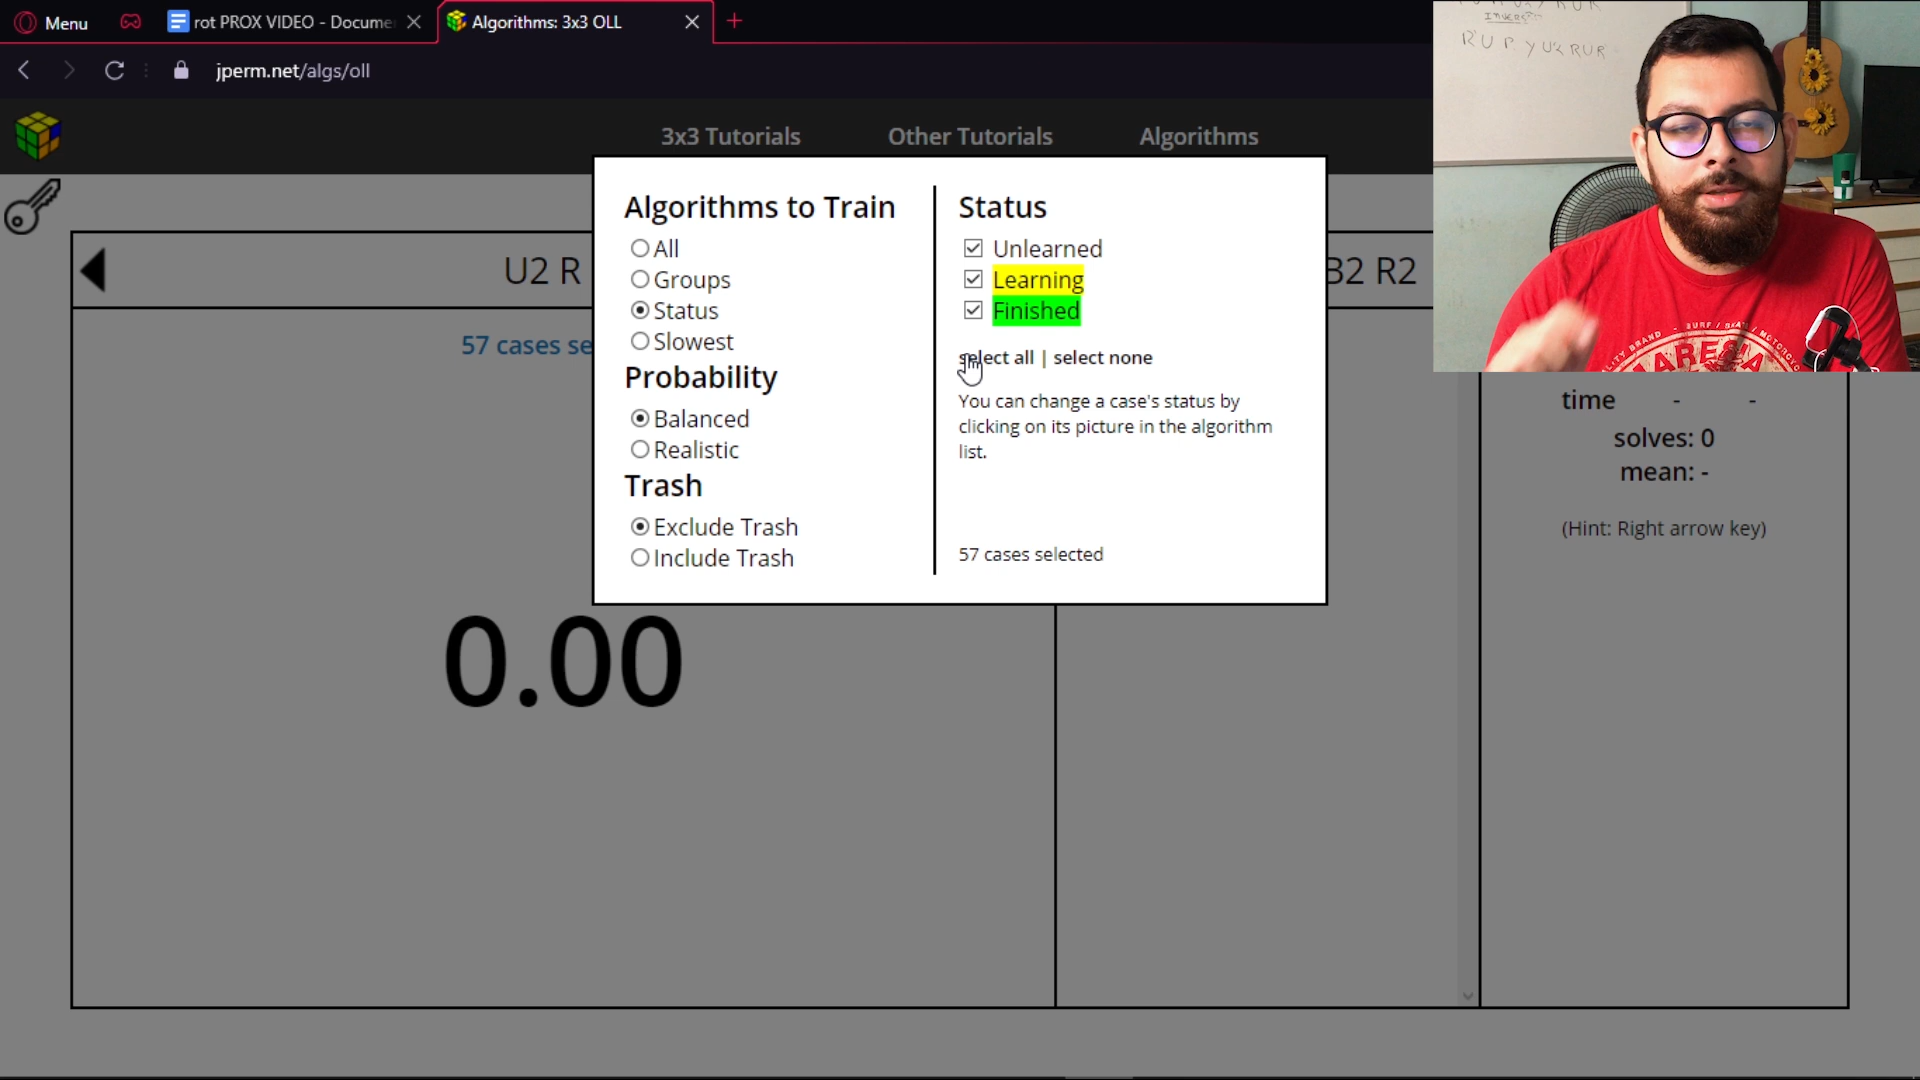 Menu
rot PROX VIDEO - Docume
Algorithms: 3x3 OLL
jperm.net/algs/oll
INVERS
R U R' Y U2 R U R
3x3 Tutorials
Other Tutorials
Algorithms
U2 R
B2 R2
57 cases se
Algorithms to Train
All
Groups
Status
Slowest
Probability
Balanced
Realistic
Trash
Exclude Trash
Include Trash
Status
Unlearned
Learning
Finished
select all | select none
You can change a case's status by
clicking on its picture in the algorithm
list.
57 cases selected
0.00
time - -
solves: 0
mean: -
(Hint: Right arrow key)